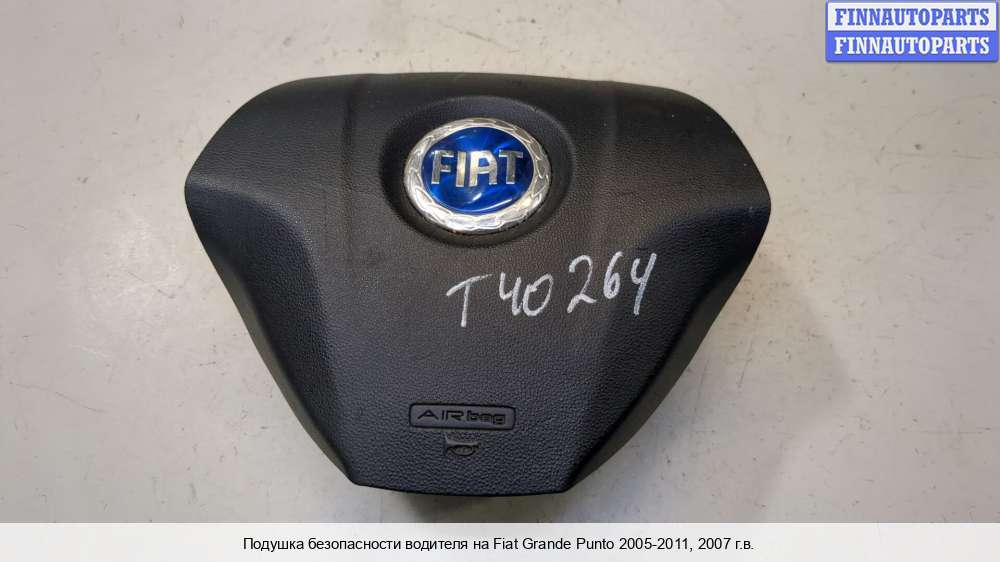 FINNAUTOPARTS
FINNAUTOPARTS
FIAT
T40264
AIRbag
Подушка безопасности водителя на Fiat Grande Punto 2005-2011, 2007 г.в.